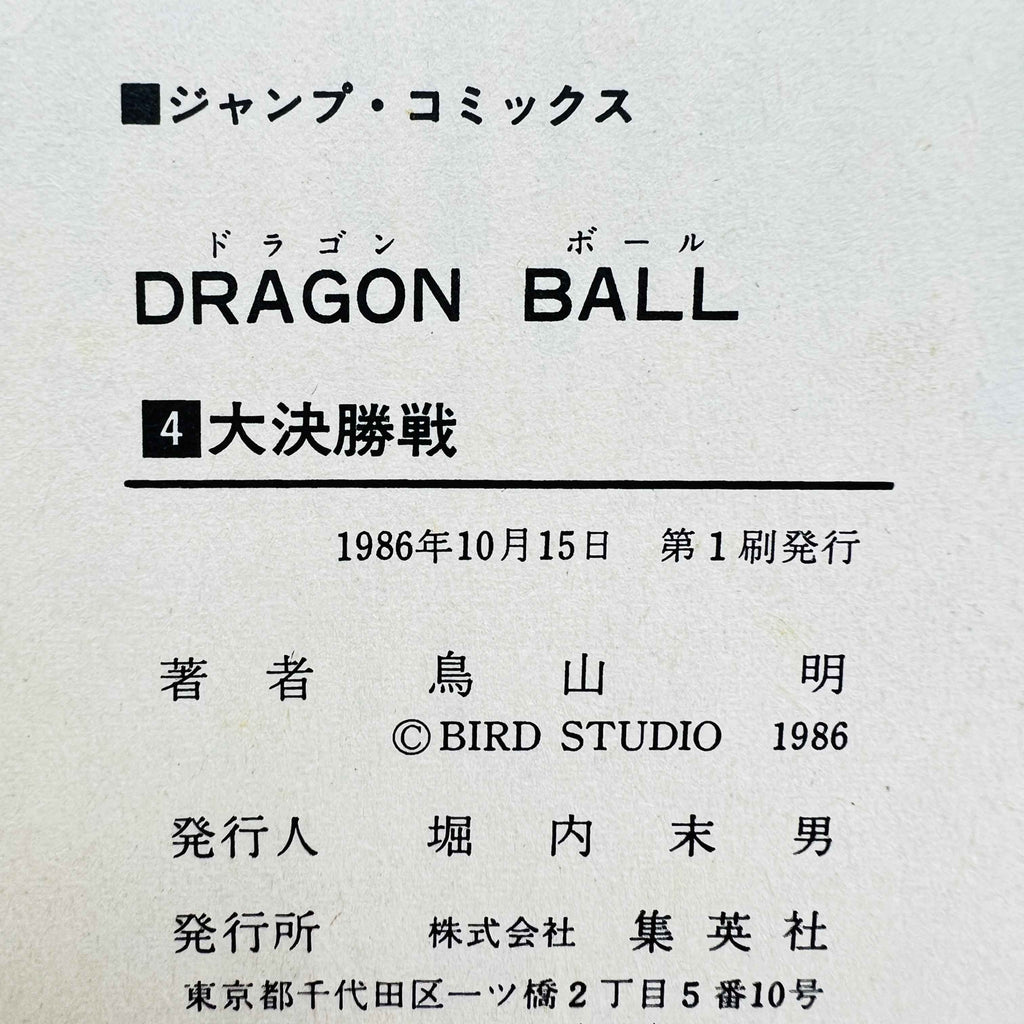 ■ジャンプ・コミックス
ドラゴン ボール
DRAGON BALL
4 大決勝戦
1986年10月15日 第1刷発行
著者 鳥山 明
©BIRD STUDIO 1986
発行人 堀内末男
発行所 株式会社 集英社
東京都千代田区一ツ橋2丁目5番10号